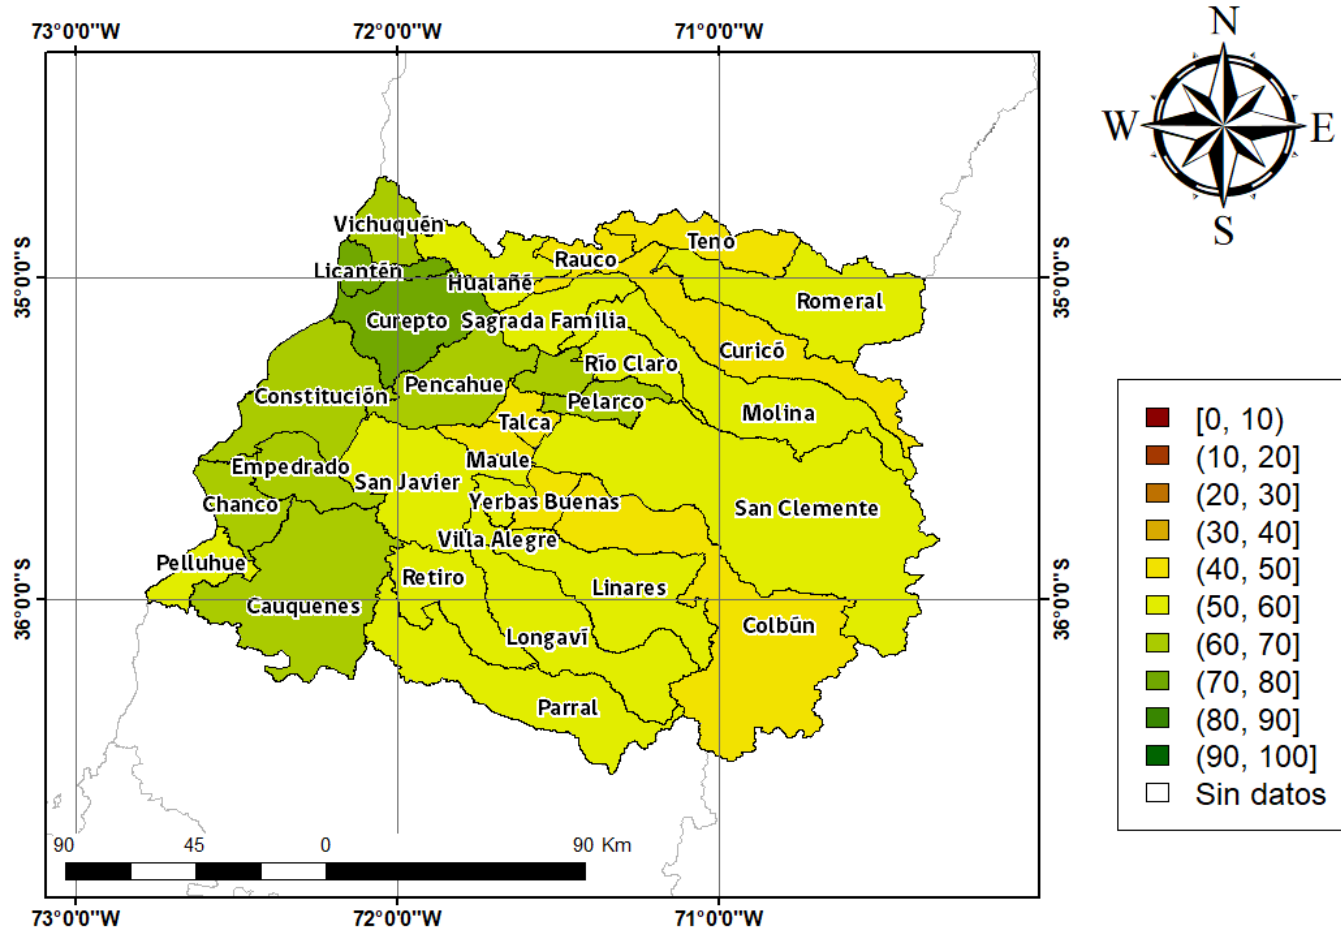 73°0'0"W 72°0'0"W 71°0'0"W
N
W E
S
35°0'0"S
36°0'0"S
Vichuquén
Teno
Licantén
Rauco
Hualañé
Romeral
Curepto
Sagrada Familia
Curicó
Río Claro
Pencahue
Constitución
Pelarco
Molina
Talca
Maule
Empedrado
San Javier
Chanco
Yerbas Buenas
San Clemente
Villa Alegre
Pelluhue
Retiro
Linares
Cauquenes
Colbún
Longaví
Parral
35°0'0"S
36°0'0"S
[0, 10)
(10, 20]
(20, 30]
(30, 40]
(40, 50]
(50, 60]
(60, 70]
(70, 80]
(80, 90]
(90, 100]
Sin datos
90 45 0 90 Km
73°0'0"W 72°0'0"W 71°0'0"W